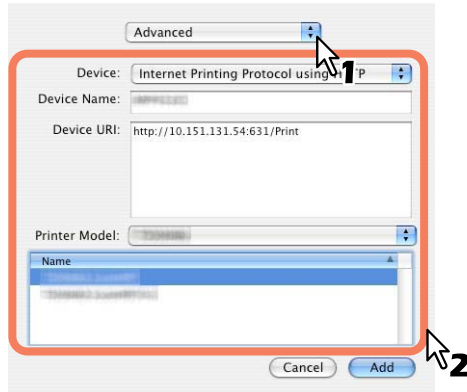 Advanced
1
Device: Internet Printing Protocol using HTTP
Device Name:
Device URI: http://10.151.131.54:631/Print
Printer Model:
Name
Cancel Add
2